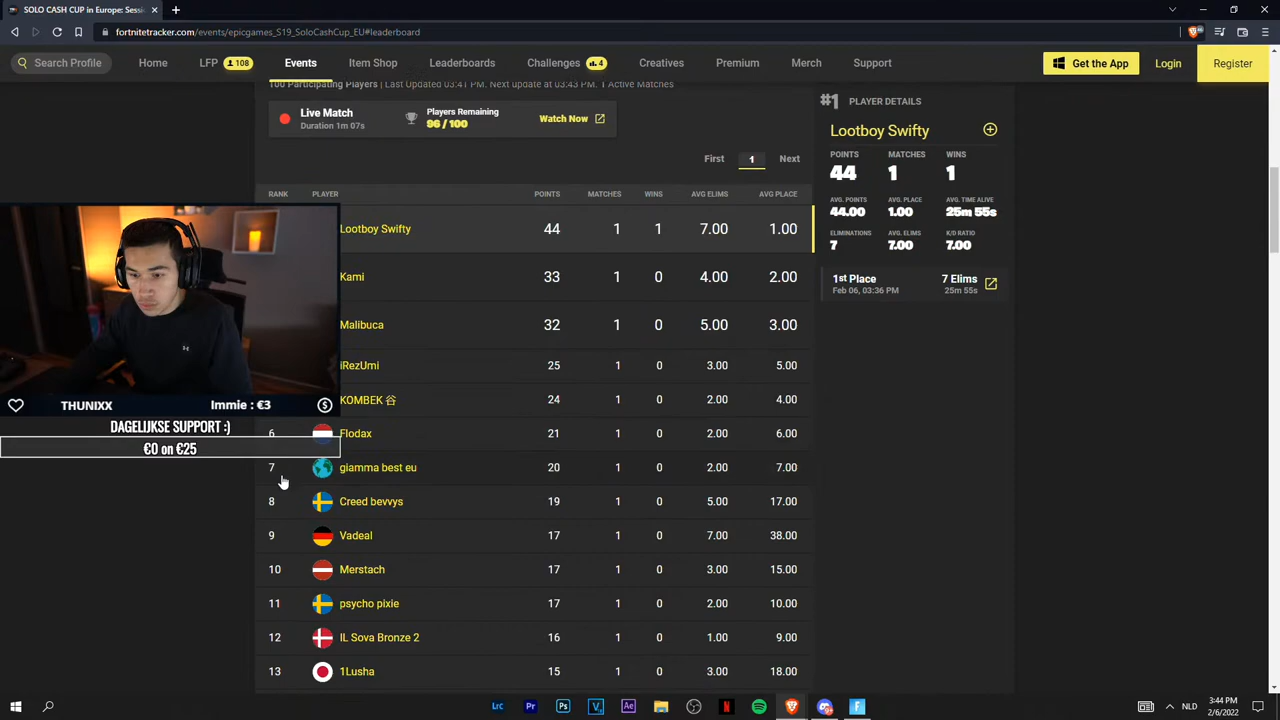 SOLO CASH CUP in Europe: Sessi
fortnitetracker.com/events/epicgames_S19_SoloCashCup_EU#leaderboard
Search Profile Home LFP 108 Events Item Shop Leaderboards Challenges 4 Creatives Premium Merch Support Get the App Login Register
100 Participating Players | Last Updated 03:41 PM. Next update at 03:43 PM. 1 Active Matches
Live Match
Duration 1m 07s
Players Remaining
96 / 100
Watch Now
First 1 Next
RANK PLAYER POINTS MATCHES WINS AVG ELIMS AVG PLACE
Lootboy Swifty 44 1 1 7.00 1.00
Kami 33 1 0 4.00 2.00
Malibuca 32 1 0 5.00 3.00
iRezUmi 25 1 0 3.00 5.00
KOMBEK 谷 24 1 0 2.00 4.00
6 Flodax 21 1 0 2.00 6.00
7 giamma best eu 20 1 0 2.00 7.00
8 Creed bevvys 19 1 0 5.00 17.00
9 Vadeal 17 1 0 7.00 38.00
10 Merstach 17 1 0 3.00 15.00
11 psycho pixie 17 1 0 2.00 10.00
12 IL Sova Bronze 2 16 1 0 1.00 9.00
13 1Lusha 15 1 0 3.00 18.00
#1 PLAYER DETAILS
Lootboy Swifty
POINTS MATCHES WINS
44 1 1
AVG. POINTS AVG. PLACE AVG. TIME ALIVE
44.00 1.00 25m 55s
ELIMINATIONS AVG. ELIMS K/D RATIO
7 7.00 7.00
1st Place 7 Elims
Feb 06, 03:36 PM 25m 55s
THUNIXX Immie : €3
DAGELIJKSE SUPPORT :)
€0 on €25
Lrc Pr Ps V Ae N F
NLD
3:44 PM
2/6/2022